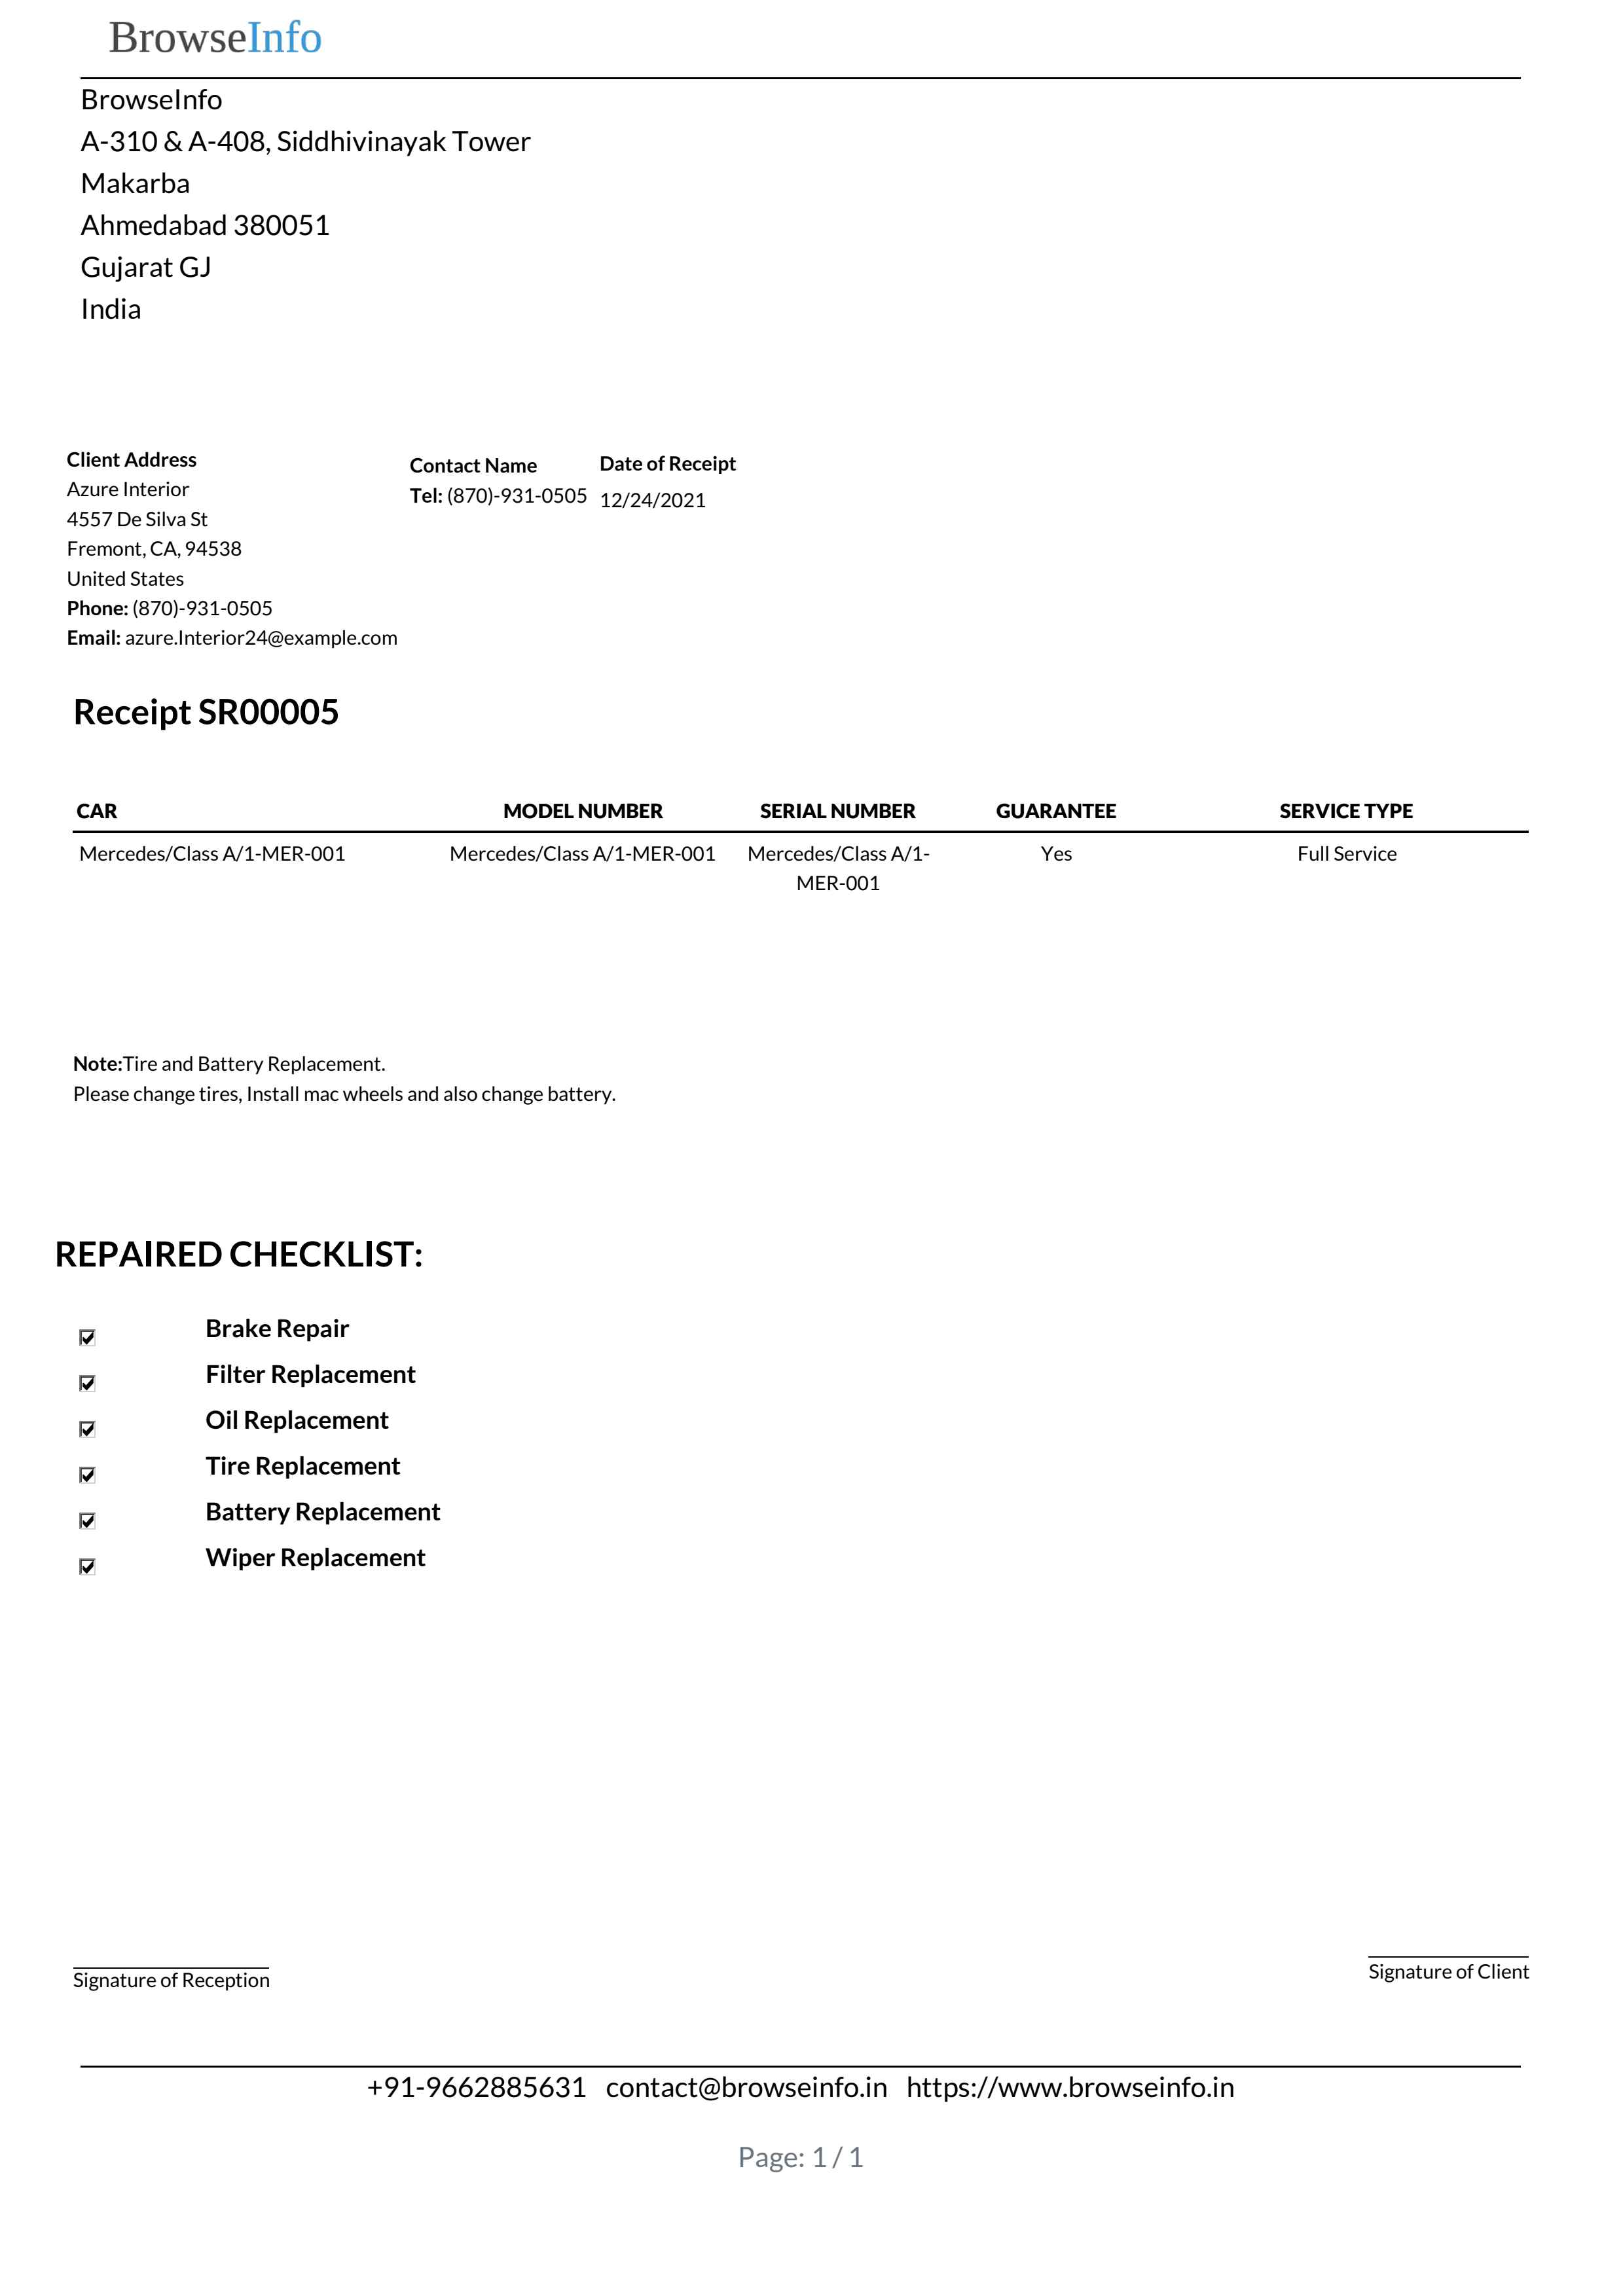 BrowseInfo
BrowseInfo
A-310 & A-408, Siddhivinayak Tower
Makarba
Ahmedabad 380051
Gujarat GJ
India
Client Address
Azure Interior
4557 De Silva St
Fremont, CA, 94538
United States
Phone: (870)-931-0505
Email: azure.Interior24@example.com
Contact Name
Tel: (870)-931-0505
Date of Receipt
12/24/2021
Receipt SR00005
CAR MODEL NUMBER SERIAL NUMBER GUARANTEE SERVICE TYPE
Mercedes/Class A/1-MER-001 Mercedes/Class A/1-MER-001 Mercedes/Class A/1- Yes Full Service
MER-001
Note:Tire and Battery Replacement.
Please change tires, Install mac wheels and also change battery.
REPAIRED CHECKLIST:
Brake Repair
Filter Replacement
Oil Replacement
Tire Replacement
Battery Replacement
Wiper Replacement
Signature of Reception
Signature of Client
+91-9662885631 contact@browseinfo.in https://www.browseinfo.in
Page: 1 / 1